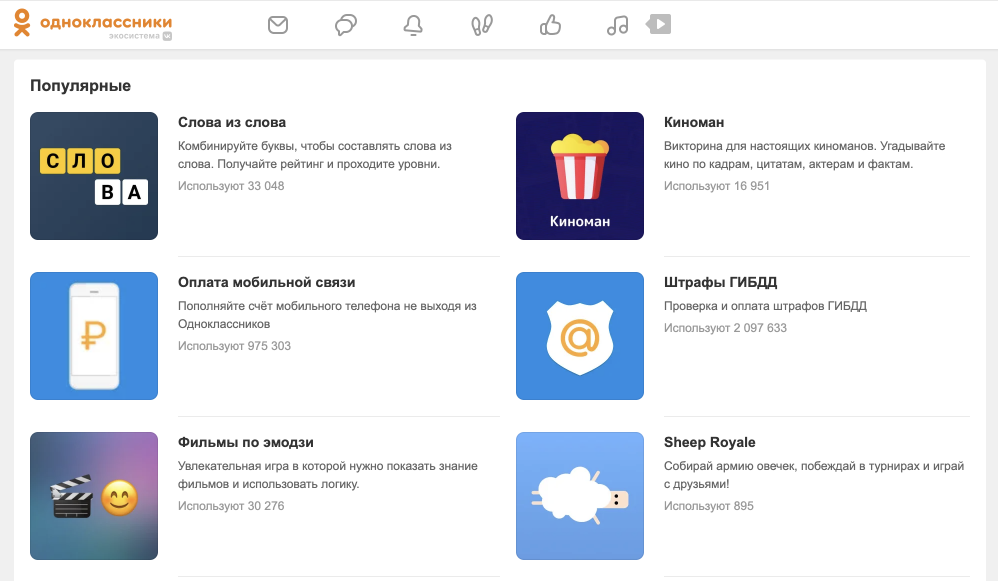 одноклассники
экосистема
Популярные
СЛО
ВА
Слова из слова
Комбинируйте буквы, чтобы составлять слова из
слова. Получайте рейтинг и проходите уровни.
Используют 33 048
Киноман
Киноман
Викторина для настоящих киноманов. Угадывайте
кино по кадрам, цитатам, актерам и фактам.
Используют 16 951
₽
Оплата мобильной связи
Пополняйте счёт мобильного телефона не выходя из
Одноклассников
Используют 975 303
@
Штрафы ГИБДД
Проверка и оплата штрафов ГИБДД
Используют 2 097 633
Фильмы по эмодзи
Увлекательная игра в которой нужно показать знание
фильмов и использовать логику.
Используют 30 276
Sheep Royale
Собирай армию овечек, побеждай в турнирах и играй
с друзьями!
Используют 895